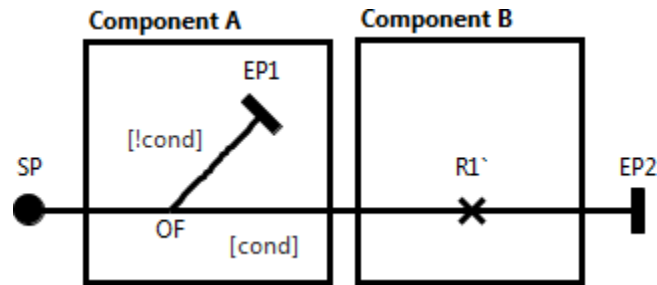 Component A
Component B
EP1
[!cond]
SP
R1`
EP2
OF
[cond]